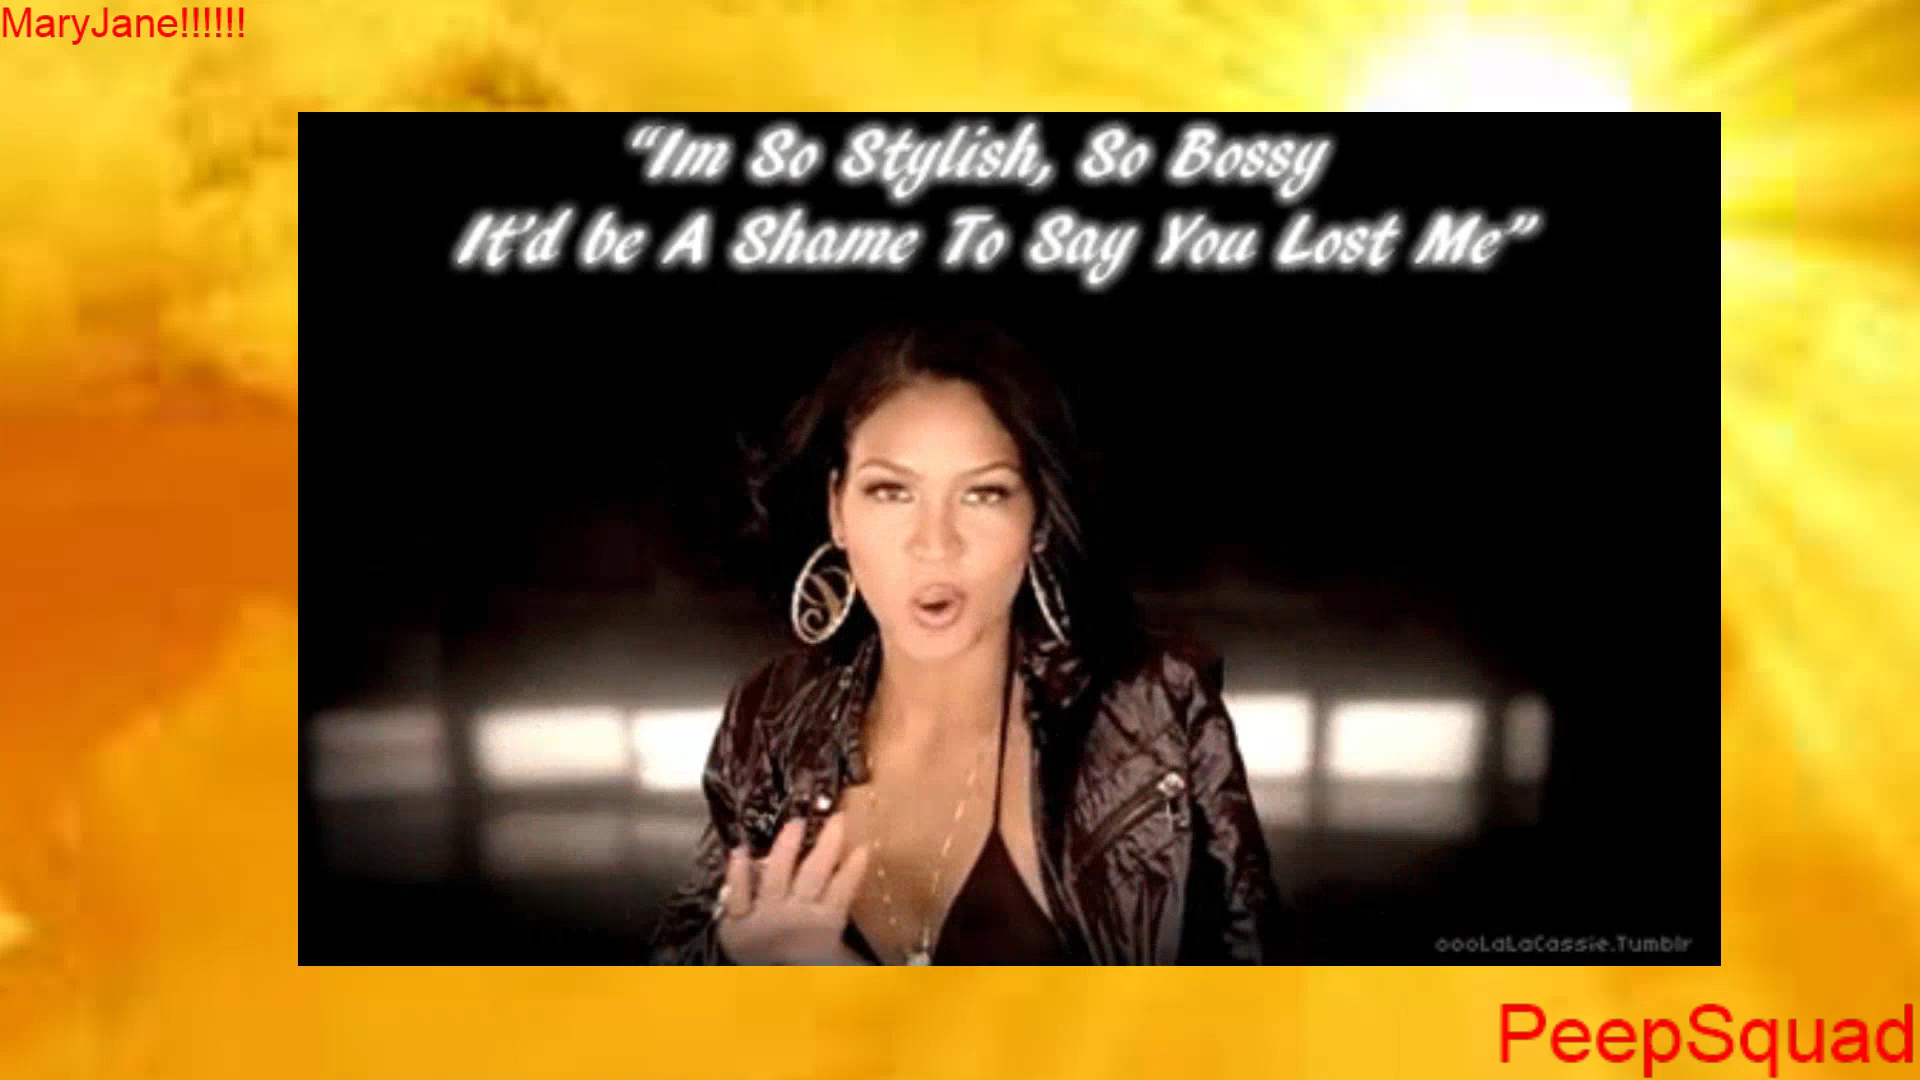 MaryJane!!!!!!
“Im So Stylish, So Bossy
It'd be A Shame To Say You Lost Me”
oooLaLaCassie.Tumblr
PeepSquad